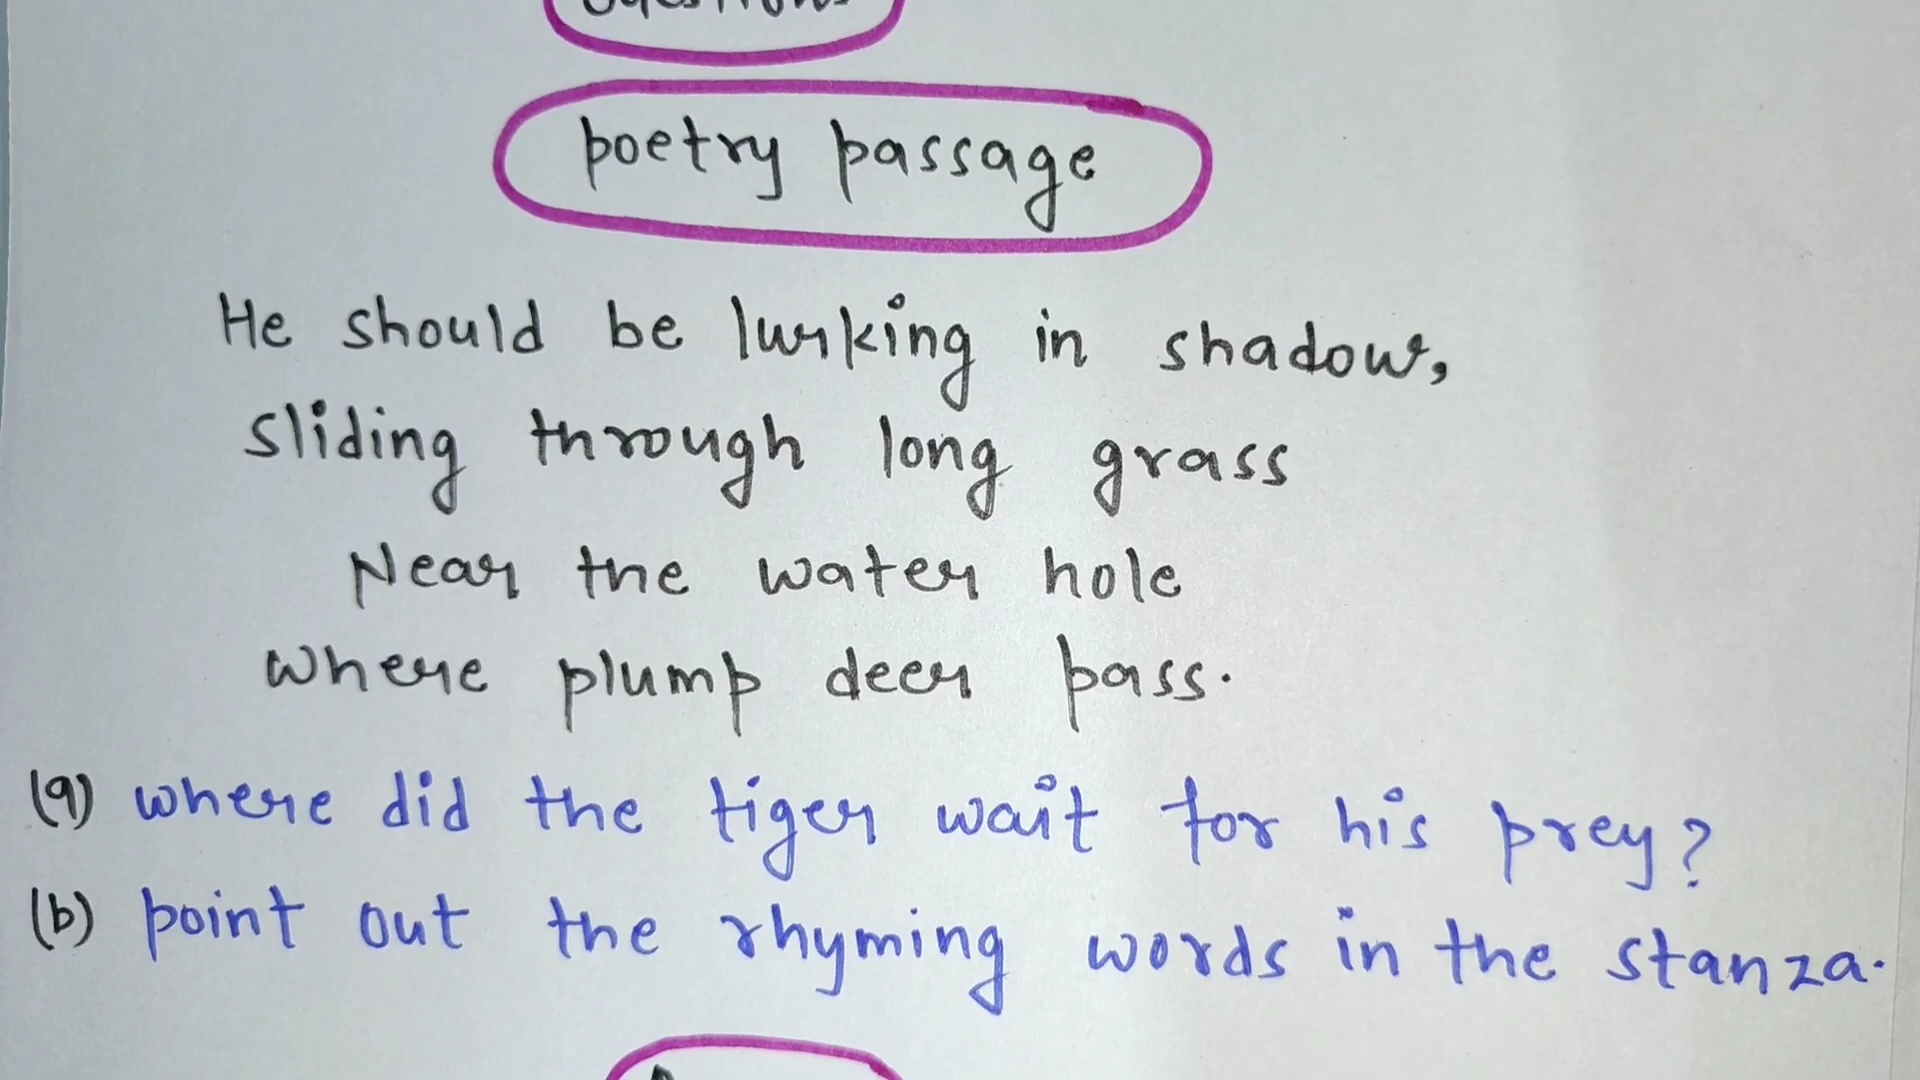 Questions
poetry passage
He should be lurking in shadow,
sliding through long grass
Near the water hole
where plump deer pass.
(a) where did the tiger wait for his prey?
(b) point out the rhyming words in the stanza.